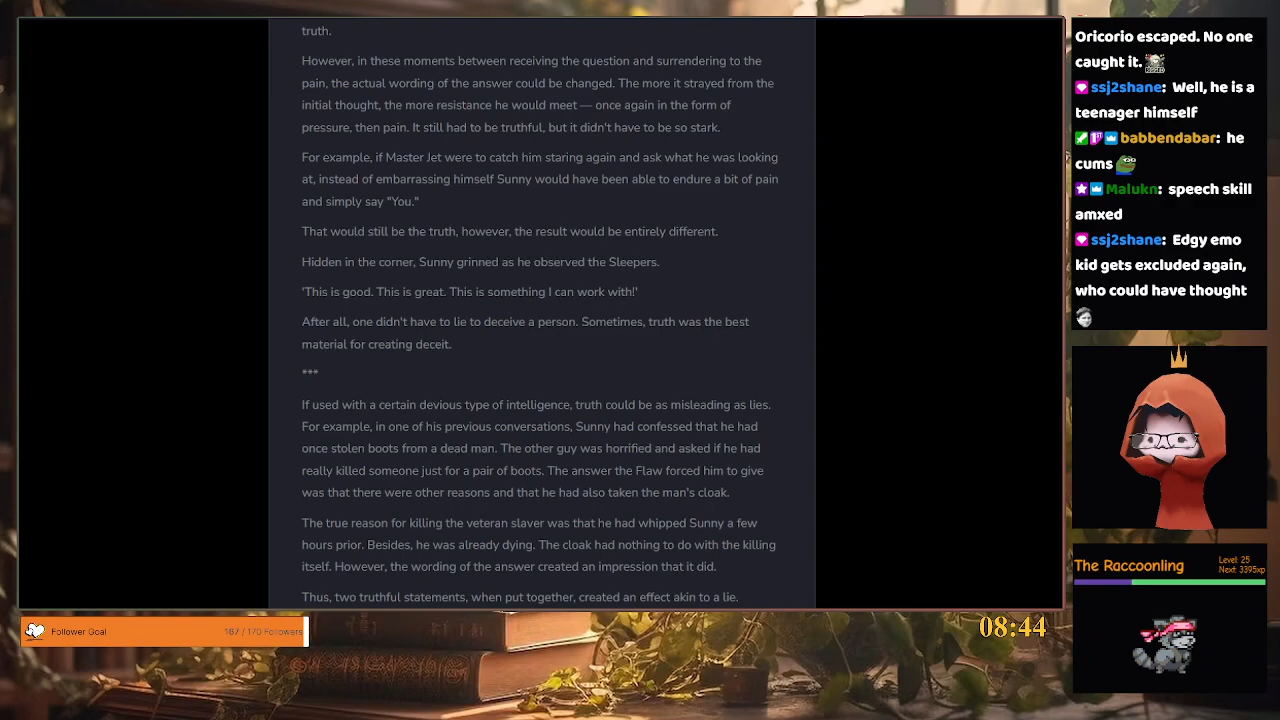 truth.
However, in these moments between receiving the question and surrendering to the
pain, the actual wording of the answer could be changed. The more it strayed from the
initial thought, the more resistance he would meet — once again in the form of
pressure, then pain. It still had to be truthful, but it didn't have to be so stark.
For example, if Master Jet were to catch him staring again and ask what he was looking
at, instead of embarrassing himself Sunny would have been able to endure a bit of pain
and simply say "You."
That would still be the truth, however, the result would be entirely different.
Hidden in the corner, Sunny grinned as he observed the Sleepers.
'This is good. This is great. This is something I can work with!'
After all, one didn't have to lie to deceive a person. Sometimes, truth was the best
material for creating deceit.
***
If used with a certain devious type of intelligence, truth could be as misleading as lies.
For example, in one of his previous conversations, Sunny had confessed that he had
once stolen boots from a dead man. The other guy was horrified and asked if he had
really killed someone just for a pair of boots. The answer the Flaw forced him to give
was that there were other reasons and that he had also taken the man's cloak.
The true reason for killing the veteran slaver was that he had whipped Sunny a few
hours prior. Besides, he was already dying. The cloak had nothing to do with the killing
itself. However, the wording of the answer created an impression that it did.
Thus, two truthful statements, when put together, created an effect akin to a lie.
Oricorio escaped. No one
caught it.
ssj2shane: Well, he is a
teenager himself
babbendabar: he
cums
Malukn: speech skill
amxed
ssj2shane: Edgy emo
kid gets excluded again,
who could have thought
The Raccoonling
Level: 25
Next: 3395xp
Follower Goal
167 / 170 Followers
08:44